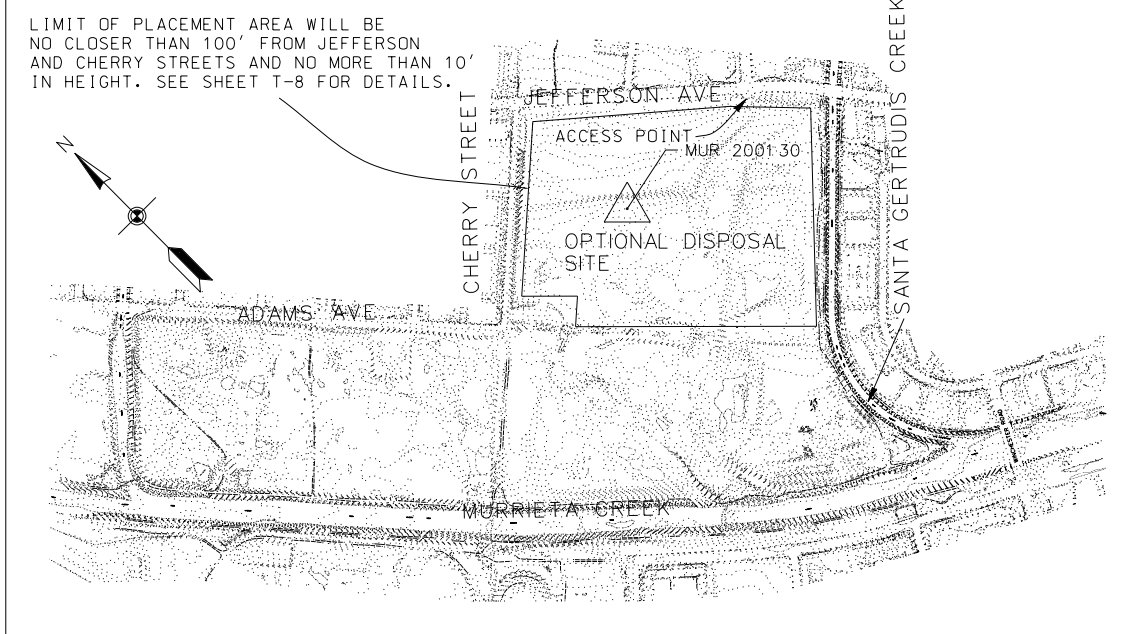 LIMIT OF PLACEMENT AREA WILL BE
NO CLOSER THAN 100' FROM JEFFERSON
AND CHERRY STREETS AND NO MORE THAN 10'
IN HEIGHT. SEE SHEET T-8 FOR DETAILS.
N
CHERRY STREET
JEFFERSON AVE
ACCESS POINT
MUR 2001 30
OPTIONAL DISPOSAL
SITE
SANTA GERTRUDIS CREEK
ADAMS AVE
MURRIETA CREEK